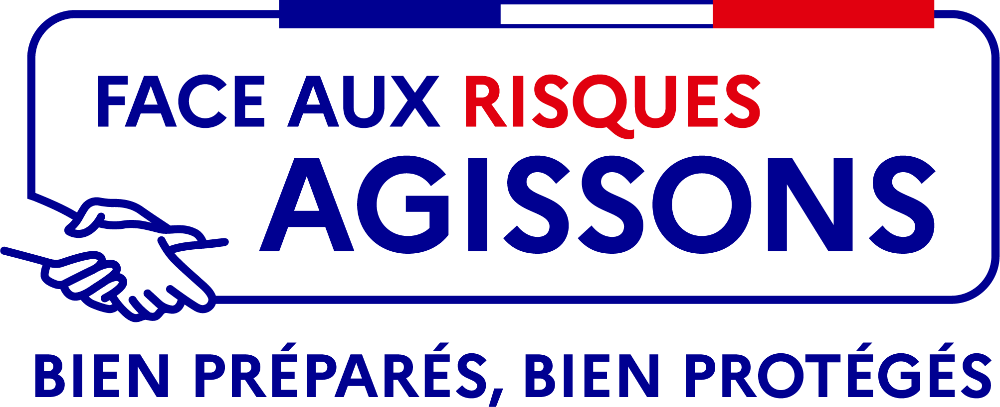 FACE AUX RISQUES
AGISSONS
BIEN PRÉPARÉS, BIEN PROTÉGÉS